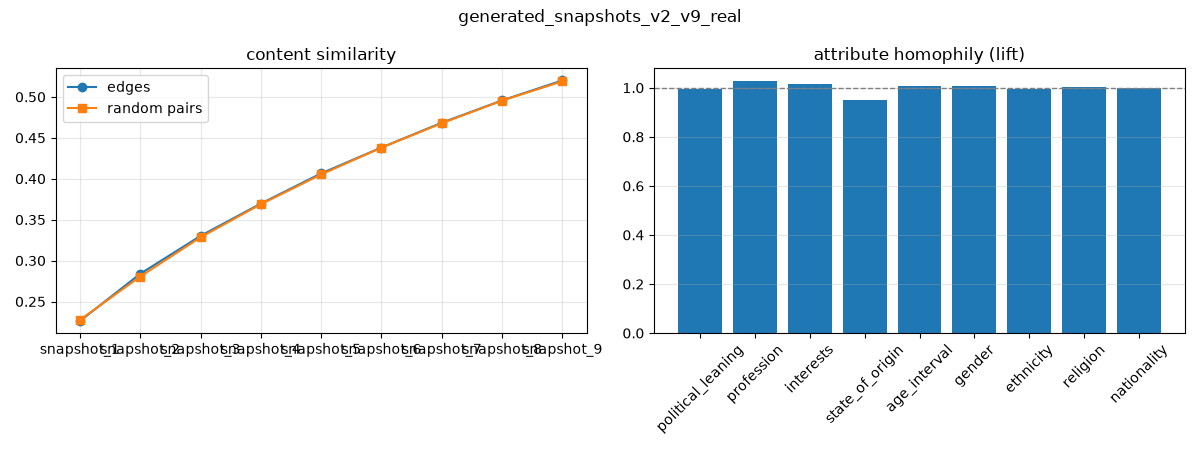 generated_snapshots_v2_v9_real
content similarity
edges
random pairs
0.50
0.45
0.40
0.35
0.30
0.25
snapshot_1 snapshot_2 snapshot_3 snapshot_4 snapshot_5 snapshot_6 snapshot_7 snapshot_8 snapshot_9
attribute homophily (lift)
1.0
0.8
0.6
0.4
0.2
0.0
political_leaning
profession
interests
state_of_origin
age_interval
gender
ethnicity
religion
nationality